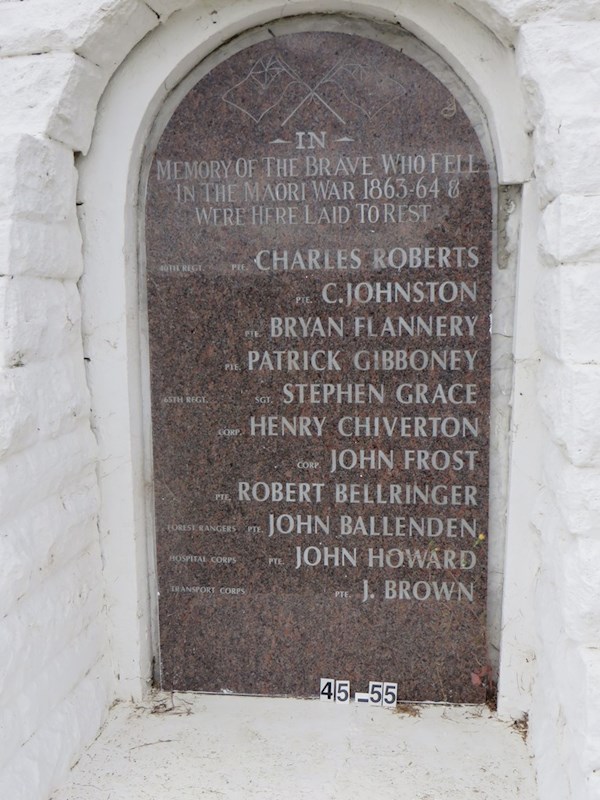 IN
MEMORY OF THE BRAVE WHO FELL
IN THE MAORI WAR 1863-64 &
WERE HERE LAID TO REST
40TH REGT. PTE. CHARLES ROBERTS
PTE. C. JOHNSTON
PTE. BRYAN FLANNERY
PTE. PATRICK GIBBONEY
65TH REGT. SGT. STEPHEN GRACE
CORP. HENRY CHIVERTON
CORP. JOHN FROST
PTE. ROBERT BELLRINGER
FOREST RANGERS PTE. JOHN BALLENDEN
HOSPITAL CORPS PTE. JOHN HOWARD
TRANSPORT CORPS PTE. J. BROWN
45-55